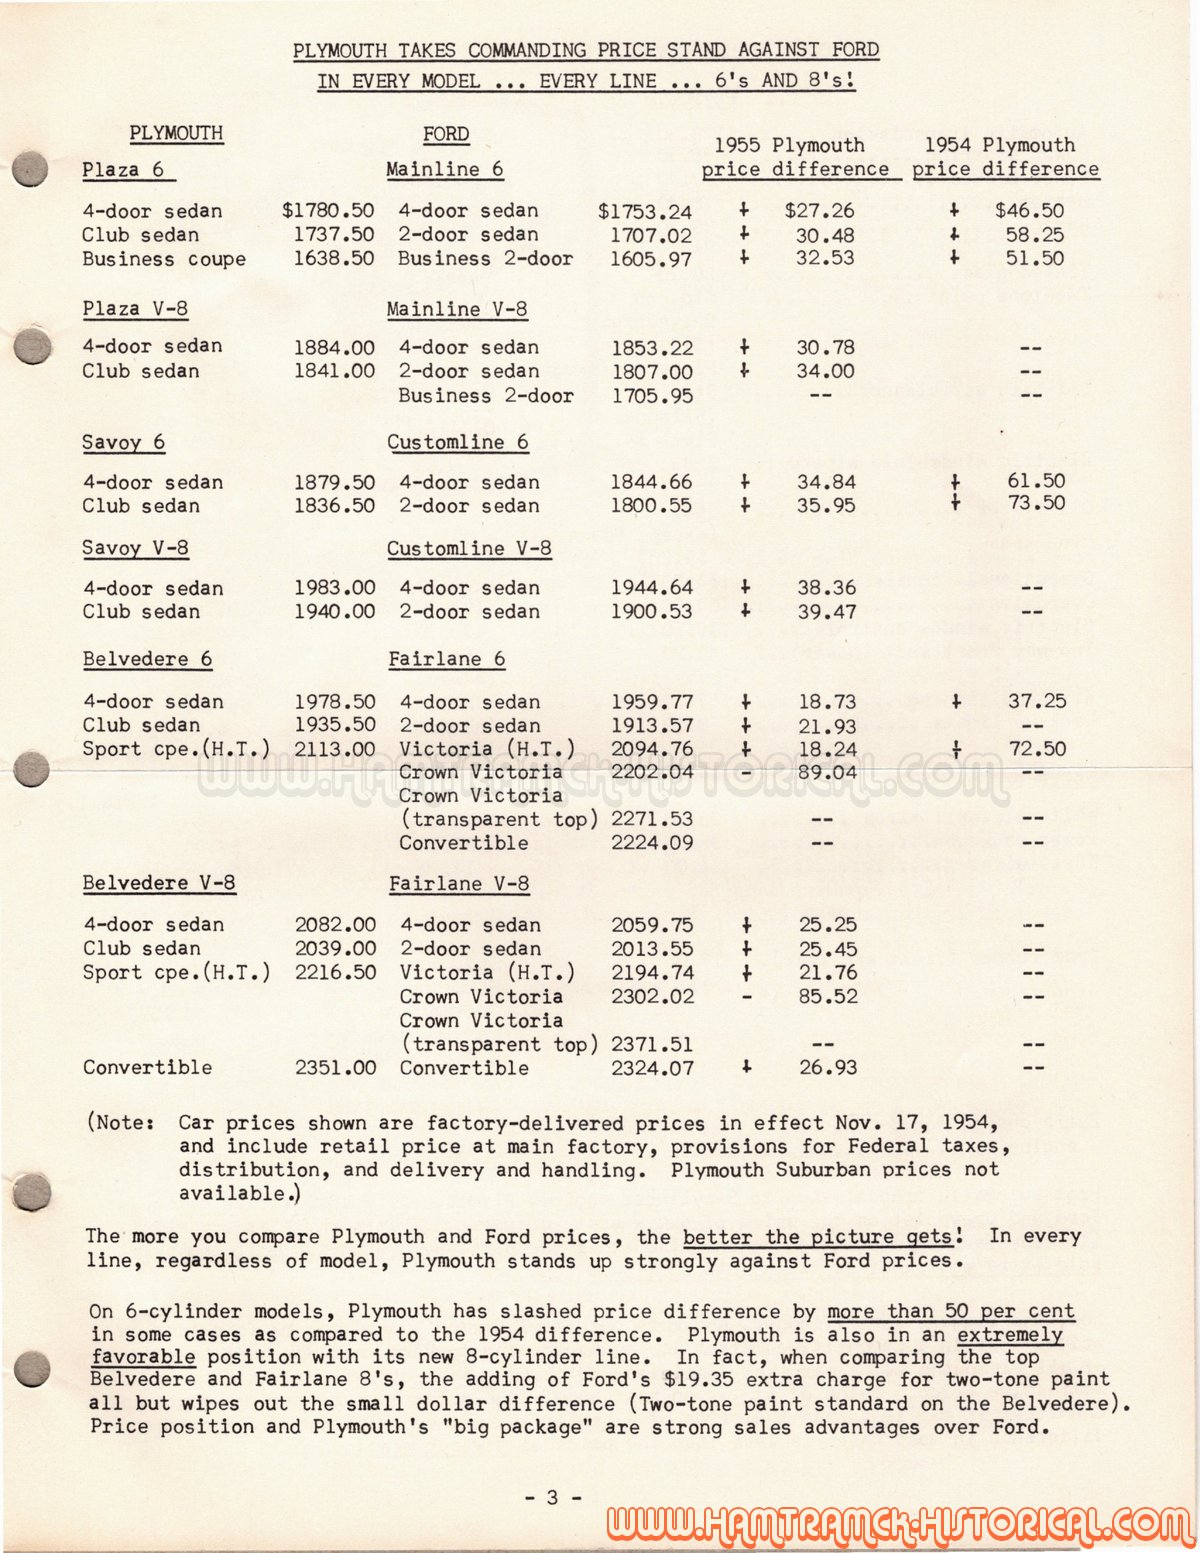 PLYMOUTH TAKES COMMANDING PRICE STAND AGAINST FORD
IN EVERY MODEL ... EVERY LINE ... 6's AND 8's!
PLYMOUTH FORD 1955 Plymouth 1954 Plymouth
Plaza 6 Mainline 6 price difference price difference
4-door sedan $1780.50 4-door sedan $1753.24 + $27.26 + $46.50
Club sedan 1737.50 2-door sedan 1707.02 + 30.48 + 58.25
Business coupe 1638.50 Business 2-door 1605.97 + 32.53 + 51.50
Plaza V-8 Mainline V-8
4-door sedan 1884.00 4-door sedan 1853.22 + 30.78 --
Club sedan 1841.00 2-door sedan 1807.00 + 34.00 --
Business 2-door 1705.95 -- --
Savoy 6 Customline 6
4-door sedan 1879.50 4-door sedan 1844.66 + 34.84 + 61.50
Club sedan 1836.50 2-door sedan 1800.55 + 35.95 + 73.50
Savoy V-8 Customline V-8
4-door sedan 1983.00 4-door sedan 1944.64 + 38.36 --
Club sedan 1940.00 2-door sedan 1900.53 + 39.47 --
Belvedere 6 Fairlane 6
4-door sedan 1978.50 4-door sedan 1959.77 + 18.73 + 37.25
Club sedan 1935.50 2-door sedan 1913.57 + 21.93 --
Sport cpe.(H.T.) 2113.00 Victoria (H.T.) 2094.76 + 18.24 + 72.50
Crown Victoria 2202.04 - 89.04 --
www.HAMTRAMCK-HISTORICAL.com
Crown Victoria
(transparent top) 2271.53 -- --
Convertible 2224.09 -- --
Belvedere V-8 Fairlane V-8
4-door sedan 2082.00 4-door sedan 2059.75 + 25.25 --
Club sedan 2039.00 2-door sedan 2013.55 + 25.45 --
Sport cpe.(H.T.) 2216.50 Victoria (H.T.) 2194.74 + 21.76 --
Crown Victoria 2302.02 - 85.52 --
Crown Victoria
(transparent top) 2371.51 -- --
Convertible 2351.00 Convertible 2324.07 + 26.93 --
(Note: Car prices shown are factory-delivered prices in effect Nov. 17, 1954,
and include retail price at main factory, provisions for Federal taxes,
distribution, and delivery and handling. Plymouth Suburban prices not
available.)
The more you compare Plymouth and Ford prices, the better the picture gets! In every
line, regardless of model, Plymouth stands up strongly against Ford prices.
On 6-cylinder models, Plymouth has slashed price difference by more than 50 per cent
in some cases as compared to the 1954 difference. Plymouth is also in an extremely
favorable position with its new 8-cylinder line. In fact, when comparing the top
Belvedere and Fairlane 8's, the adding of Ford's $19.35 extra charge for two-tone paint
all but wipes out the small dollar difference (Two-tone paint standard on the Belvedere).
Price position and Plymouth's "big package" are strong sales advantages over Ford.
- 3 -
www.HAMTRAMCK-HISTORICAL.com